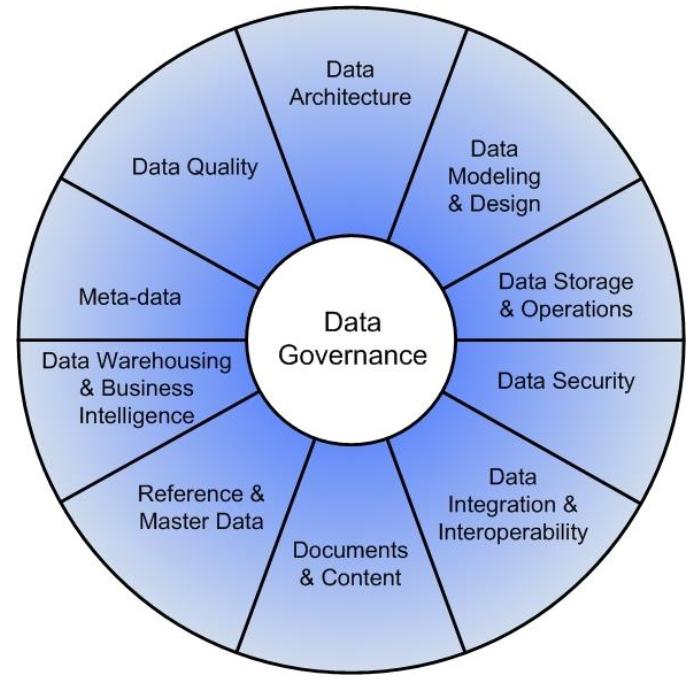 Data
Architecture
Data
Modeling
& Design
Data Storage
& Operations
Data Security
Data
Integration &
Interoperability
Documents
& Content
Reference &
Master Data
Data Warehousing
& Business
Intelligence
Meta-data
Data Quality
Data
Governance